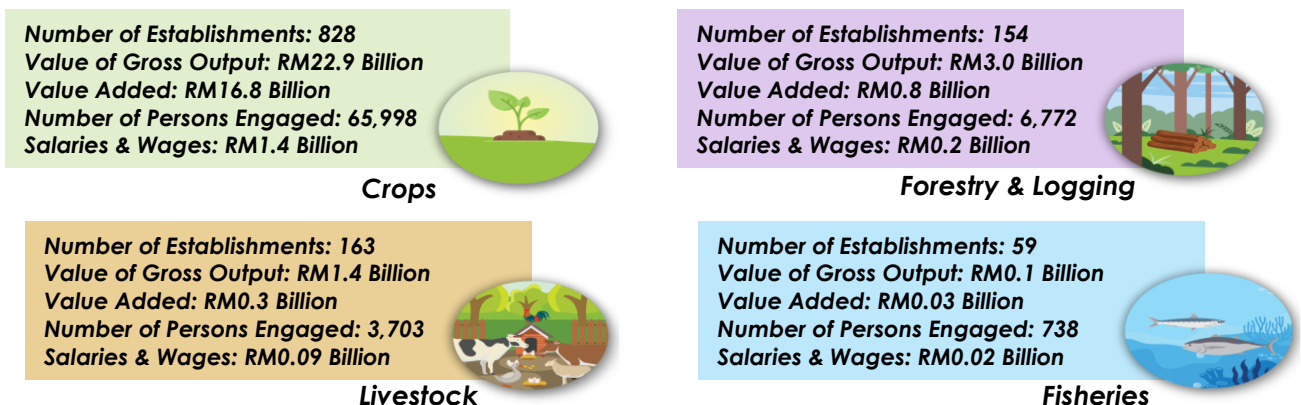 Number of Establishments: 828
Value of Gross Output: RM22.9 Billion
Value Added: RM16.8 Billion
Number of Persons Engaged: 65,998
Salaries & Wages: RM1.4 Billion
Crops
Number of Establishments: 154
Value of Gross Output: RM3.0 Billion
Value Added: RM0.8 Billion
Number of Persons Engaged: 6,772
Salaries & Wages: RM0.2 Billion
Forestry & Logging
Number of Establishments: 163
Value of Gross Output: RM1.4 Billion
Value Added: RM0.3 Billion
Number of Persons Engaged: 3,703
Salaries & Wages: RM0.09 Billion
Livestock
Number of Establishments: 59
Value of Gross Output: RM0.1 Billion
Value Added: RM0.03 Billion
Number of Persons Engaged: 738
Salaries & Wages: RM0.02 Billion
Fisheries